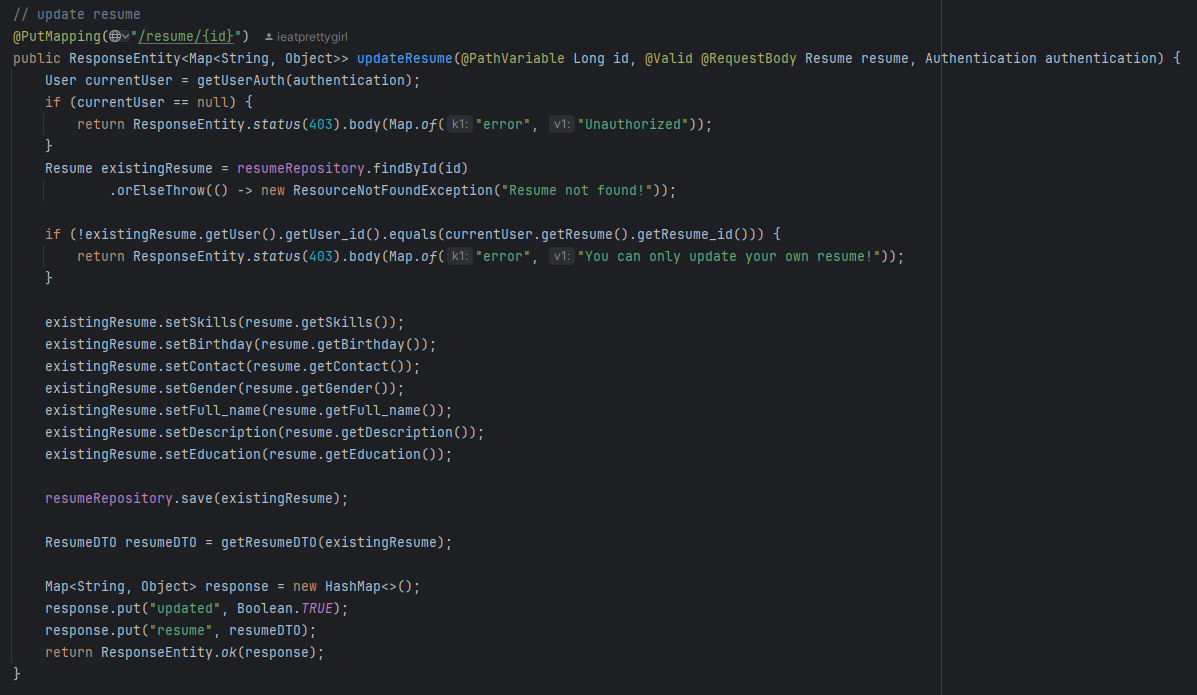 // update resume
@PutMapping("/resume/{id}") ieatprettygirl
public ResponseEntity<Map<String, Object>> updateResume(@PathVariable Long id, @Valid @RequestBody Resume resume, Authentication authentication) {
    User currentUser = getUserAuth(authentication);
    if (currentUser == null) {
        return ResponseEntity.status(403).body(Map.of( k1: "error", v1: "Unauthorized"));
    }
    Resume existingResume = resumeRepository.findById(id)
            .orElseThrow(() -> new ResourceNotFoundException("Resume not found!"));

    if (!existingResume.getUser().getUser_id().equals(currentUser.getResume().getResume_id())) {
        return ResponseEntity.status(403).body(Map.of( k1: "error", v1: "You can only update your own resume!"));
    }

    existingResume.setSkills(resume.getSkills());
    existingResume.setBirthday(resume.getBirthday());
    existingResume.setContact(resume.getContact());
    existingResume.setGender(resume.getGender());
    existingResume.setFull_name(resume.getFull_name());
    existingResume.setDescription(resume.getDescription());
    existingResume.setEducation(resume.getEducation());

    resumeRepository.save(existingResume);

    ResumeDTO resumeDTO = getResumeDTO(existingResume);

    Map<String, Object> response = new HashMap<>();
    response.put("updated", Boolean.TRUE);
    response.put("resume", resumeDTO);
    return ResponseEntity.ok(response);
}